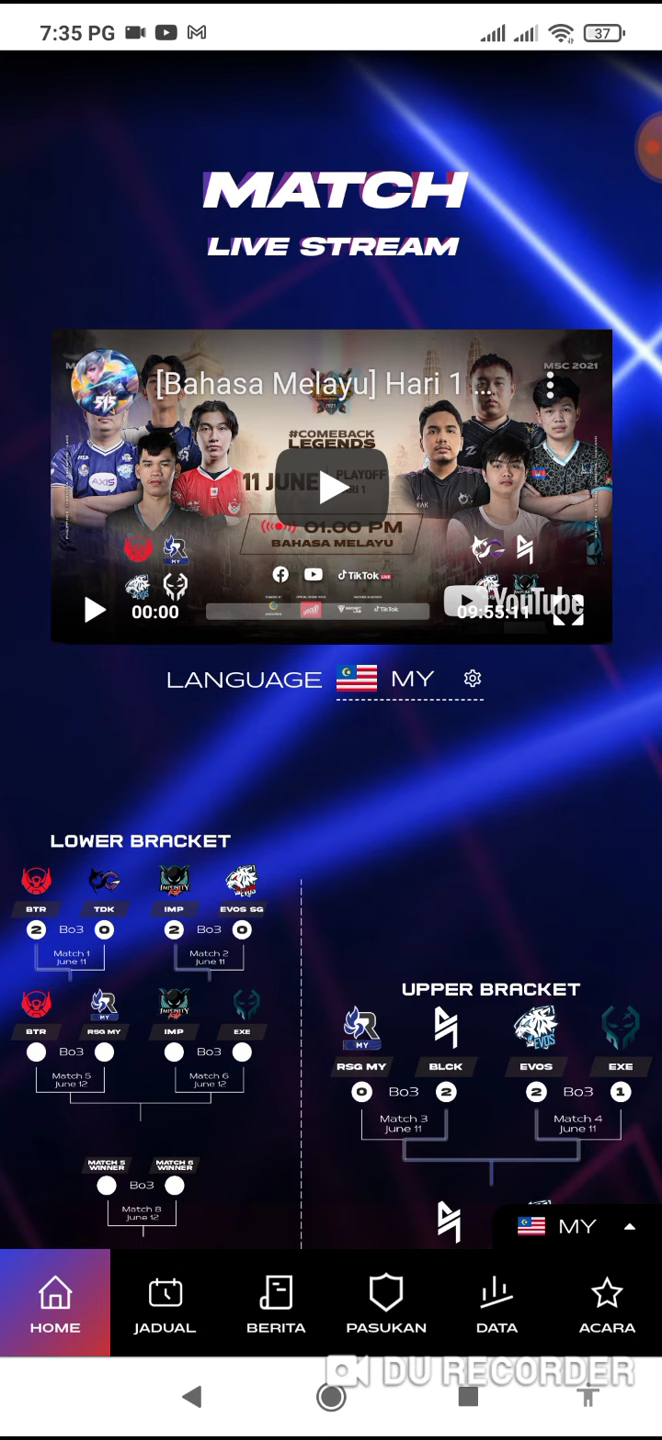 7:35 PG
37
MATCH
LIVE STREAM
MSC 2021
515
[Bahasa Melayu] Hari 1 ...
#COMEBACK
LEGENDS
11 JUNE
PLAYOFF
AXIS
01.00 PM
BAHASA MELAYU
TikTok LIVE
00:00
09:55:11
YouTube
LANGUAGE MY
LOWER BRACKET
BTR TDK IMP EVOS SG
2 Bo3 0 2 Bo3 0
Match 1
June 11
Match 2
June 11
BTR RSG MY IMP EXE
Bo3 Bo3
Match 5
June 12
Match 6
June 12
MATCH 5
WINNER
MATCH 6
WINNER
Bo3
Match 8
June 12
UPPER BRACKET
RSG MY BLCK EVOS EXE
0 Bo3 2 2 Bo3 1
Match 3
June 11
Match 4
June 11
MY
HOME JADUAL BERITA PASUKAN DATA ACARA
DU RECORDER